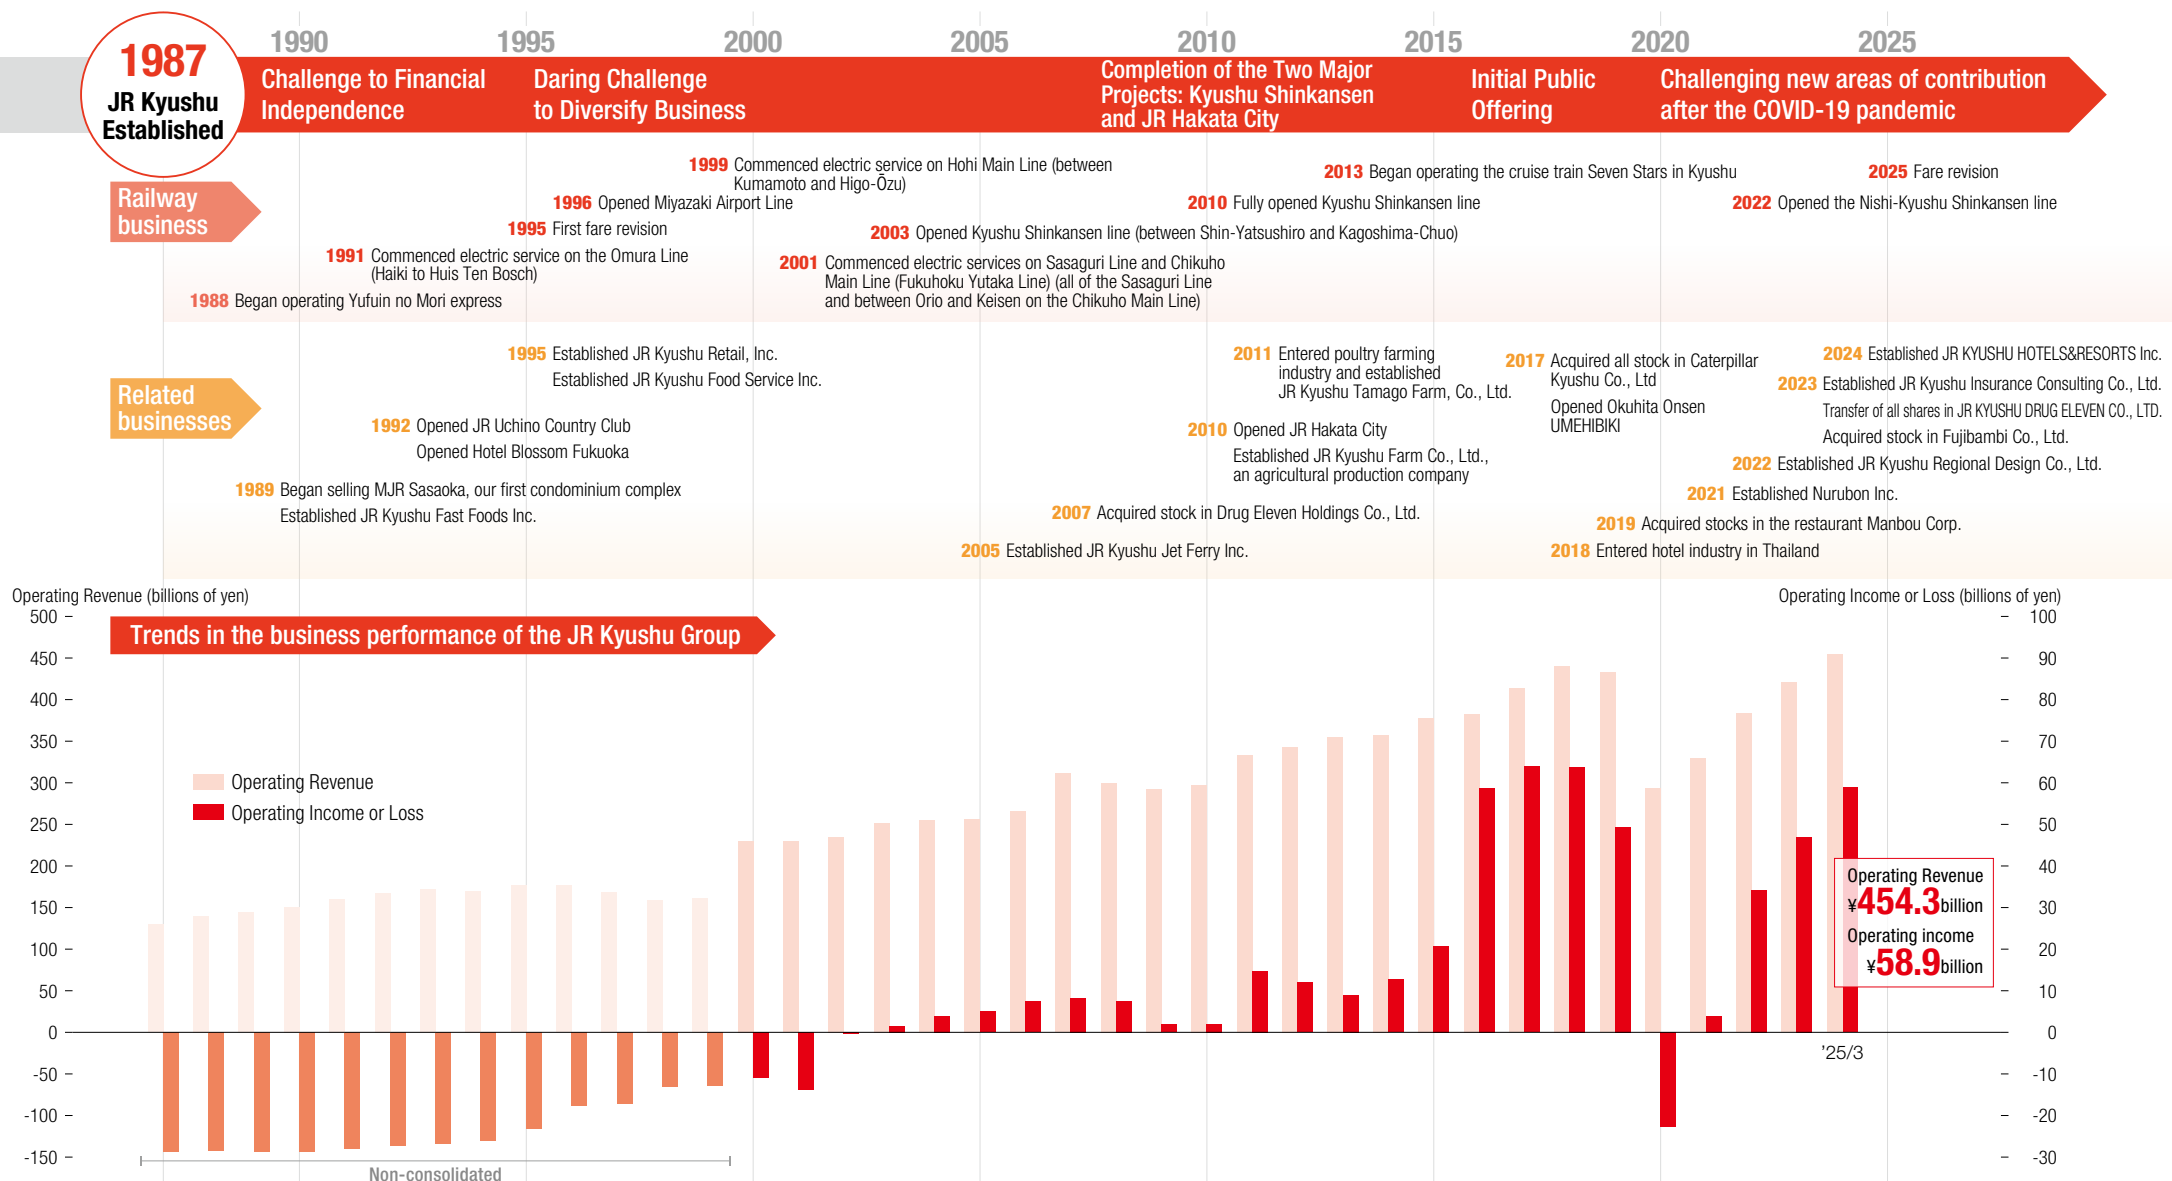 1990
1995
2000
2005
2010
2015
2020
2025
1987
JR Kyushu
Established
Challenge to Financial
Independence
Daring Challenge
to Diversify Business
Completion of the Two Major
Projects: Kyushu Shinkansen
and JR Hakata City
Initial Public
Offering
Challenging new areas of contribution
after the COVID-19 pandemic
Railway
business
1999 Commenced electric service on Hohi Main Line (between
Kumamoto and Higo-Ōzu)
1996 Opened Miyazaki Airport Line
1995 First fare revision
1991 Commenced electric service on the Omura Line
(Haiki to Huis Ten Bosch)
1988 Began operating Yufuin no Mori express
2013 Began operating the cruise train Seven Stars in Kyushu
2010 Fully opened Kyushu Shinkansen line
2003 Opened Kyushu Shinkansen line (between Shin-Yatsushiro and Kagoshima-Chuo)
2001 Commenced electric services on Sasaguri Line and Chikuho
Main Line (Fukuhoku Yutaka Line) (all of the Sasaguri Line
and between Orio and Keisen on the Chikuho Main Line)
2025 Fare revision
2022 Opened the Nishi-Kyushu Shinkansen line
Related
businesses
1995 Established JR Kyushu Retail, Inc.
Established JR Kyushu Food Service Inc.
1992 Opened JR Uchino Country Club
Opened Hotel Blossom Fukuoka
1989 Began selling MJR Sasaoka, our first condominium complex
Established JR Kyushu Fast Foods Inc.
2011 Entered poultry farming
industry and established
JR Kyushu Tamago Farm, Co., Ltd.
2010 Opened JR Hakata City
Established JR Kyushu Farm Co., Ltd.,
an agricultural production company
2007 Acquired stock in Drug Eleven Holdings Co., Ltd.
2005 Established JR Kyushu Jet Ferry Inc.
2017 Acquired all stock in Caterpillar
Kyushu Co., Ltd
Opened Okuhita Onsen
UMEHIBIKI
2024 Established JR KYUSHU HOTELS&RESORTS Inc.
2023 Established JR Kyushu Insurance Consulting Co., Ltd.
Transfer of all shares in JR KYUSHU DRUG ELEVEN CO., LTD.
Acquired stock in Fujibambi Co., Ltd.
2022 Established JR Kyushu Regional Design Co., Ltd.
2021 Established Nurubon Inc.
2019 Acquired stocks in the restaurant Manbou Corp.
2018 Entered hotel industry in Thailand
Operating Revenue (billions of yen)
Operating Income or Loss (billions of yen)
Trends in the business performance of the JR Kyushu Group
500
450
400
350
300
250
200
150
100
50
0
-50
-100
-150
Operating Revenue
Operating Income or Loss
100
90
80
70
60
50
40
30
20
10
0
-10
-20
-30
Operating Revenue
¥454.3billion
Operating income
¥58.9billion
'25/3
Non-consolidated